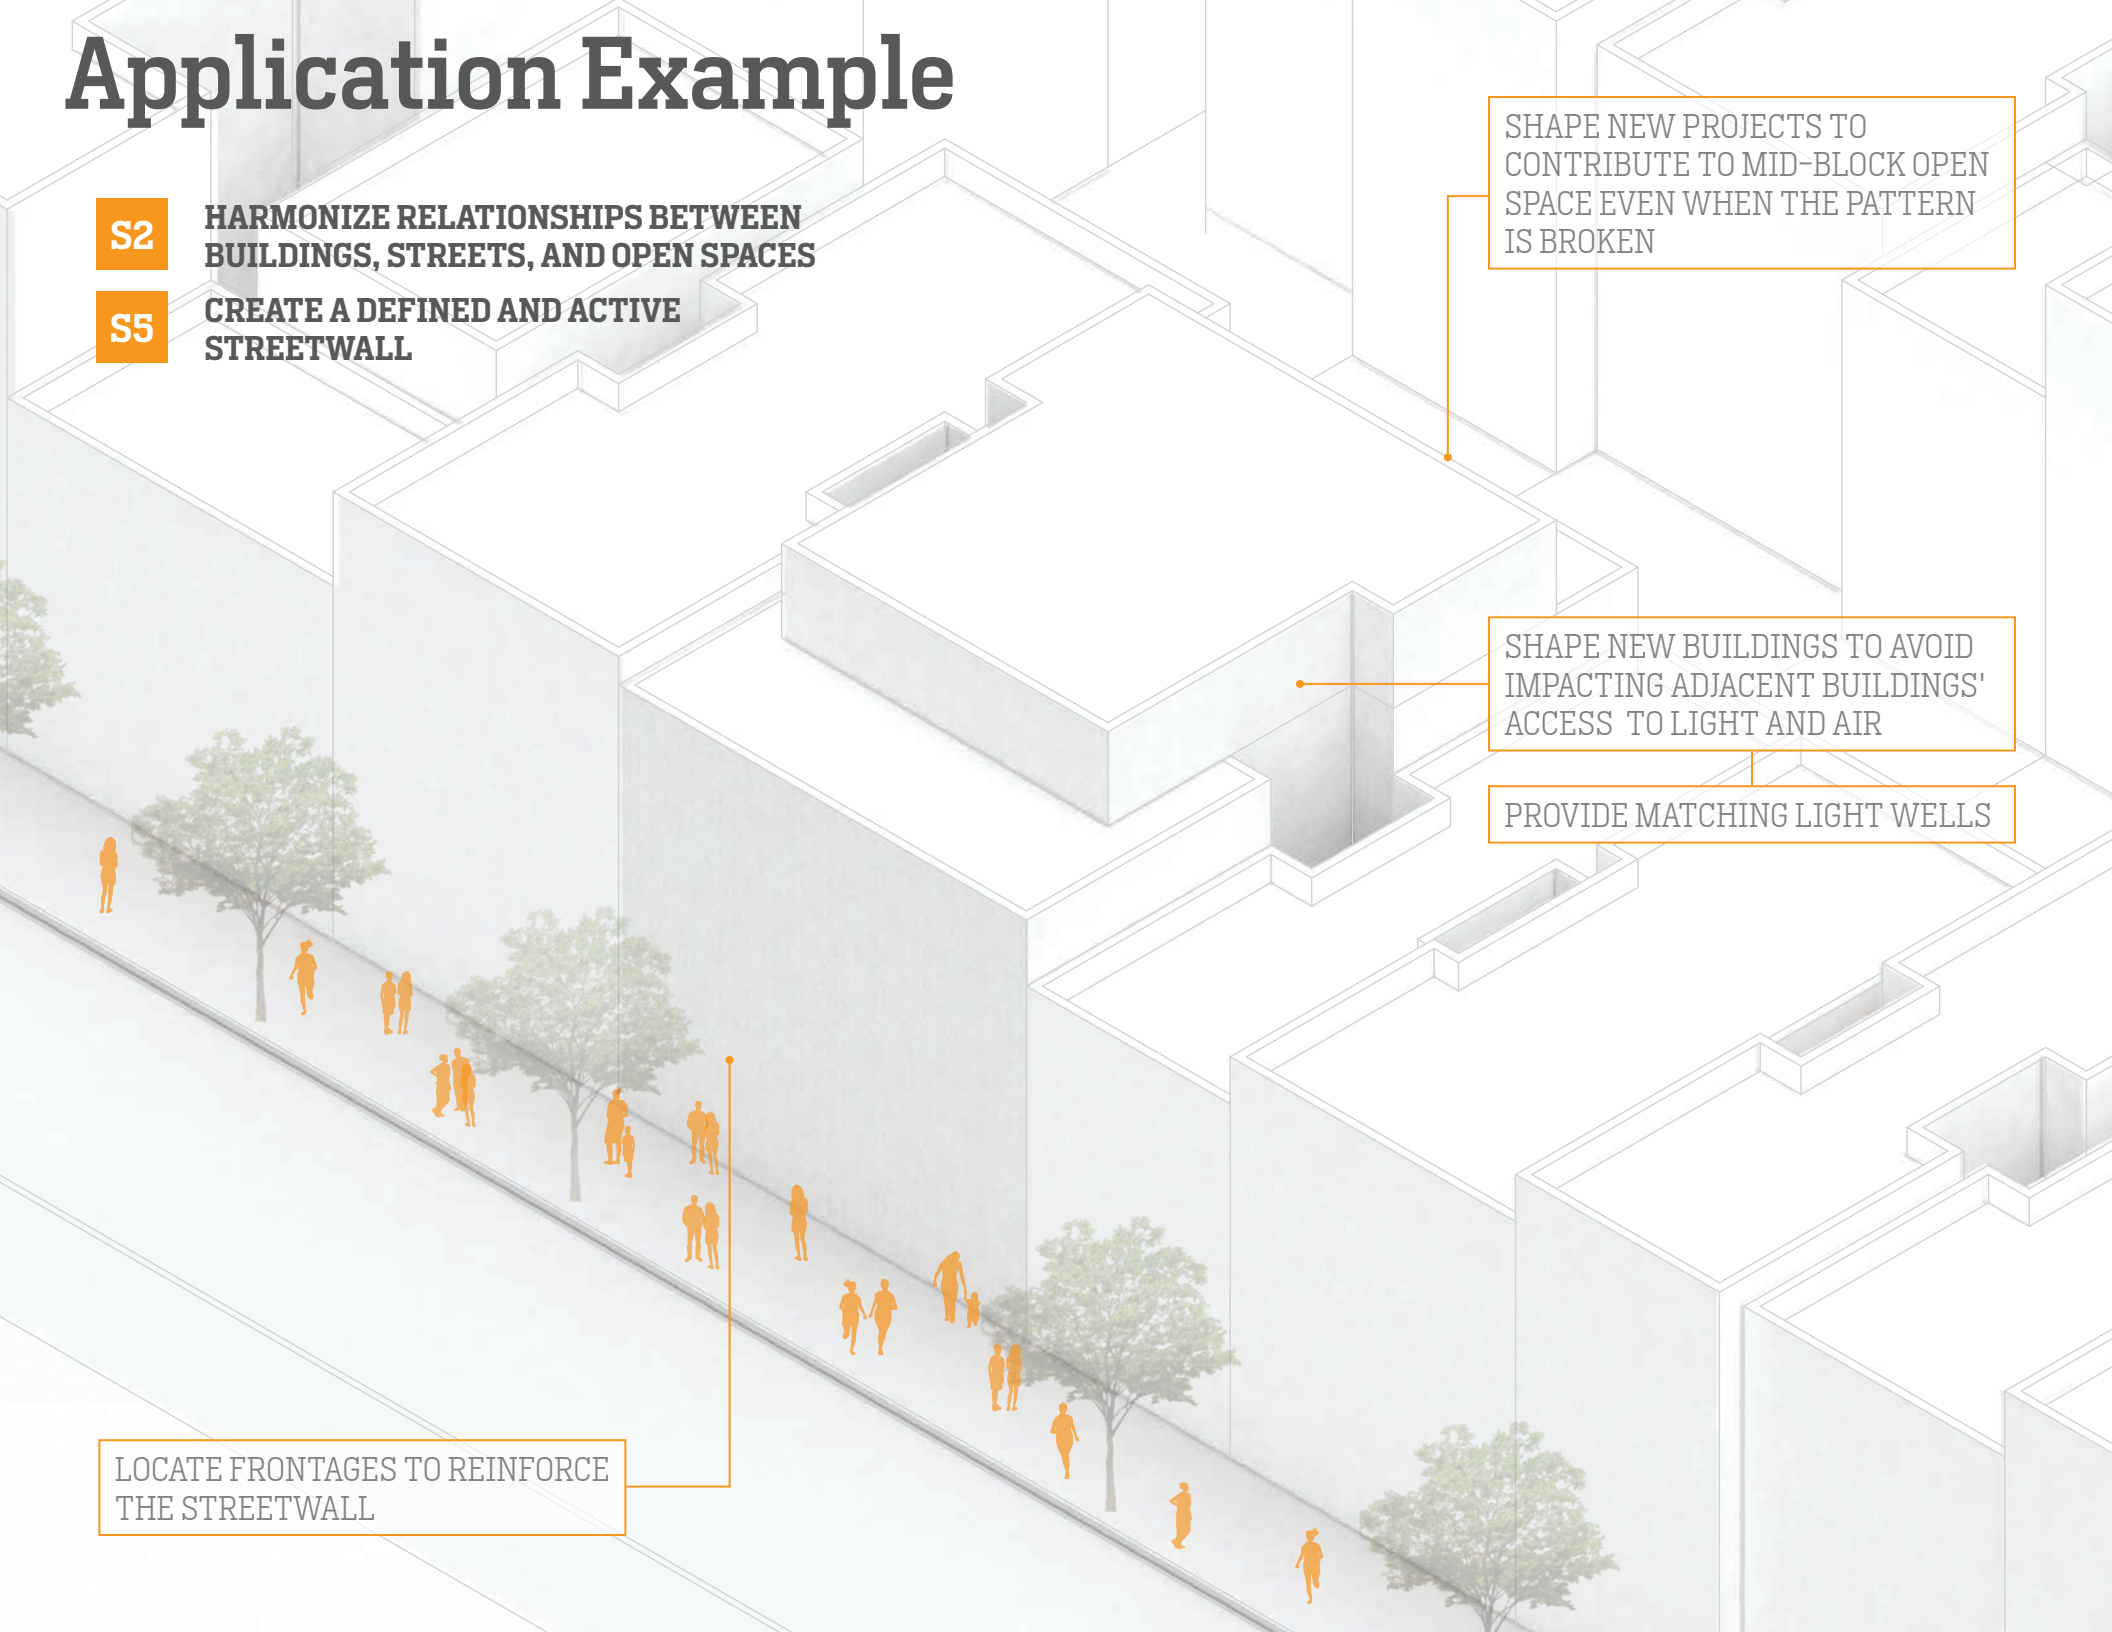 Application Example
S2
HARMONIZE RELATIONSHIPS BETWEEN
BUILDINGS, STREETS, AND OPEN SPACES
S5
CREATE A DEFINED AND ACTIVE
STREETWALL
SHAPE NEW PROJECTS TO
CONTRIBUTE TO MID-BLOCK OPEN
SPACE EVEN WHEN THE PATTERN
IS BROKEN
SHAPE NEW BUILDINGS TO AVOID
IMPACTING ADJACENT BUILDINGS'
ACCESS TO LIGHT AND AIR
PROVIDE MATCHING LIGHT WELLS
LOCATE FRONTAGES TO REINFORCE
THE STREETWALL